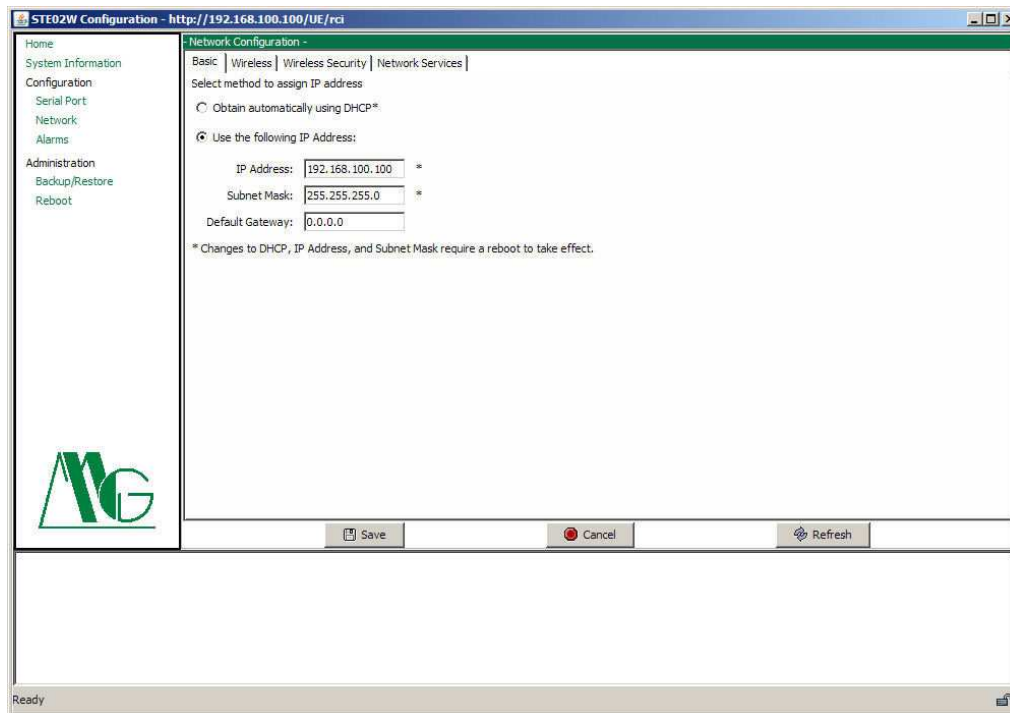 STE02W Configuration - http://192.168.100.100/UE/rci
Home
System Information
Configuration
Serial Port
Network
Alarms
Administration
Backup/Restore
Reboot
MG
- Network Configuration -
Basic Wireless Wireless Security Network Services
Select method to assign IP address
Obtain automatically using DHCP*
Use the following IP Address:
IP Address: 192.168.100.100 *
Subnet Mask: 255.255.255.0 *
Default Gateway: 0.0.0.0
* Changes to DHCP, IP Address, and Subnet Mask require a reboot to take effect.
Save Cancel Refresh
Ready